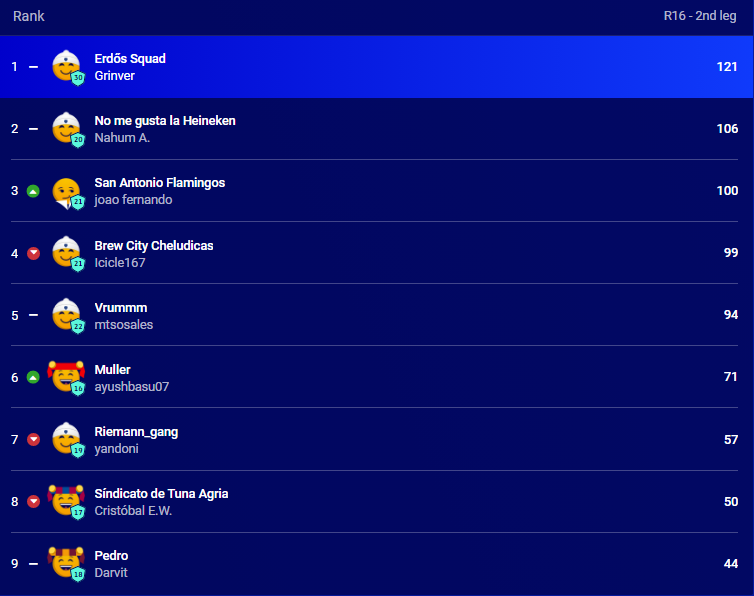 Rank
R16 - 2nd leg
1
30
Erdős Squad
Grinver
121
2
20
No me gusta la Heineken
Nahum A.
106
3
21
San Antonio Flamingos
joao fernando
100
4
21
Brew City Cheludicas
Icicle167
99
5
22
Vrummm
mtsosales
94
6
16
Muller
ayushbasu07
71
7
19
Riemann_gang
yandoni
57
8
17
Síndicato de Tuna Agria
Cristóbal E.W.
50
9
18
Pedro
Darvit
44